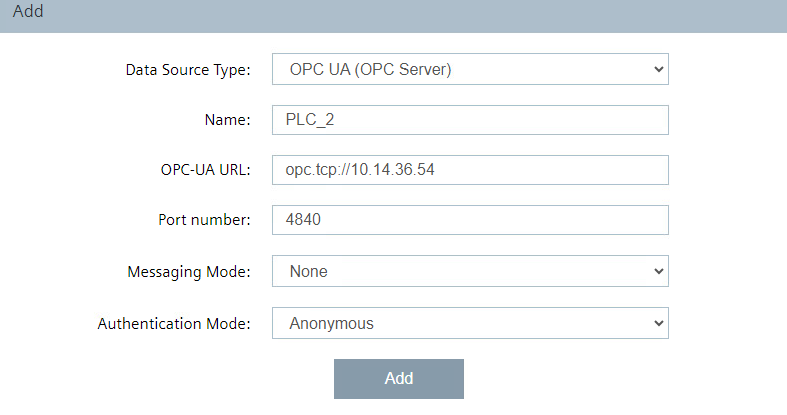 Add
Data Source Type: OPC UA (OPC Server)
Name: PLC_2
OPC-UA URL: opc.tcp://10.14.36.54
Port number: 4840
Messaging Mode: None
Authentication Mode: Anonymous
Add